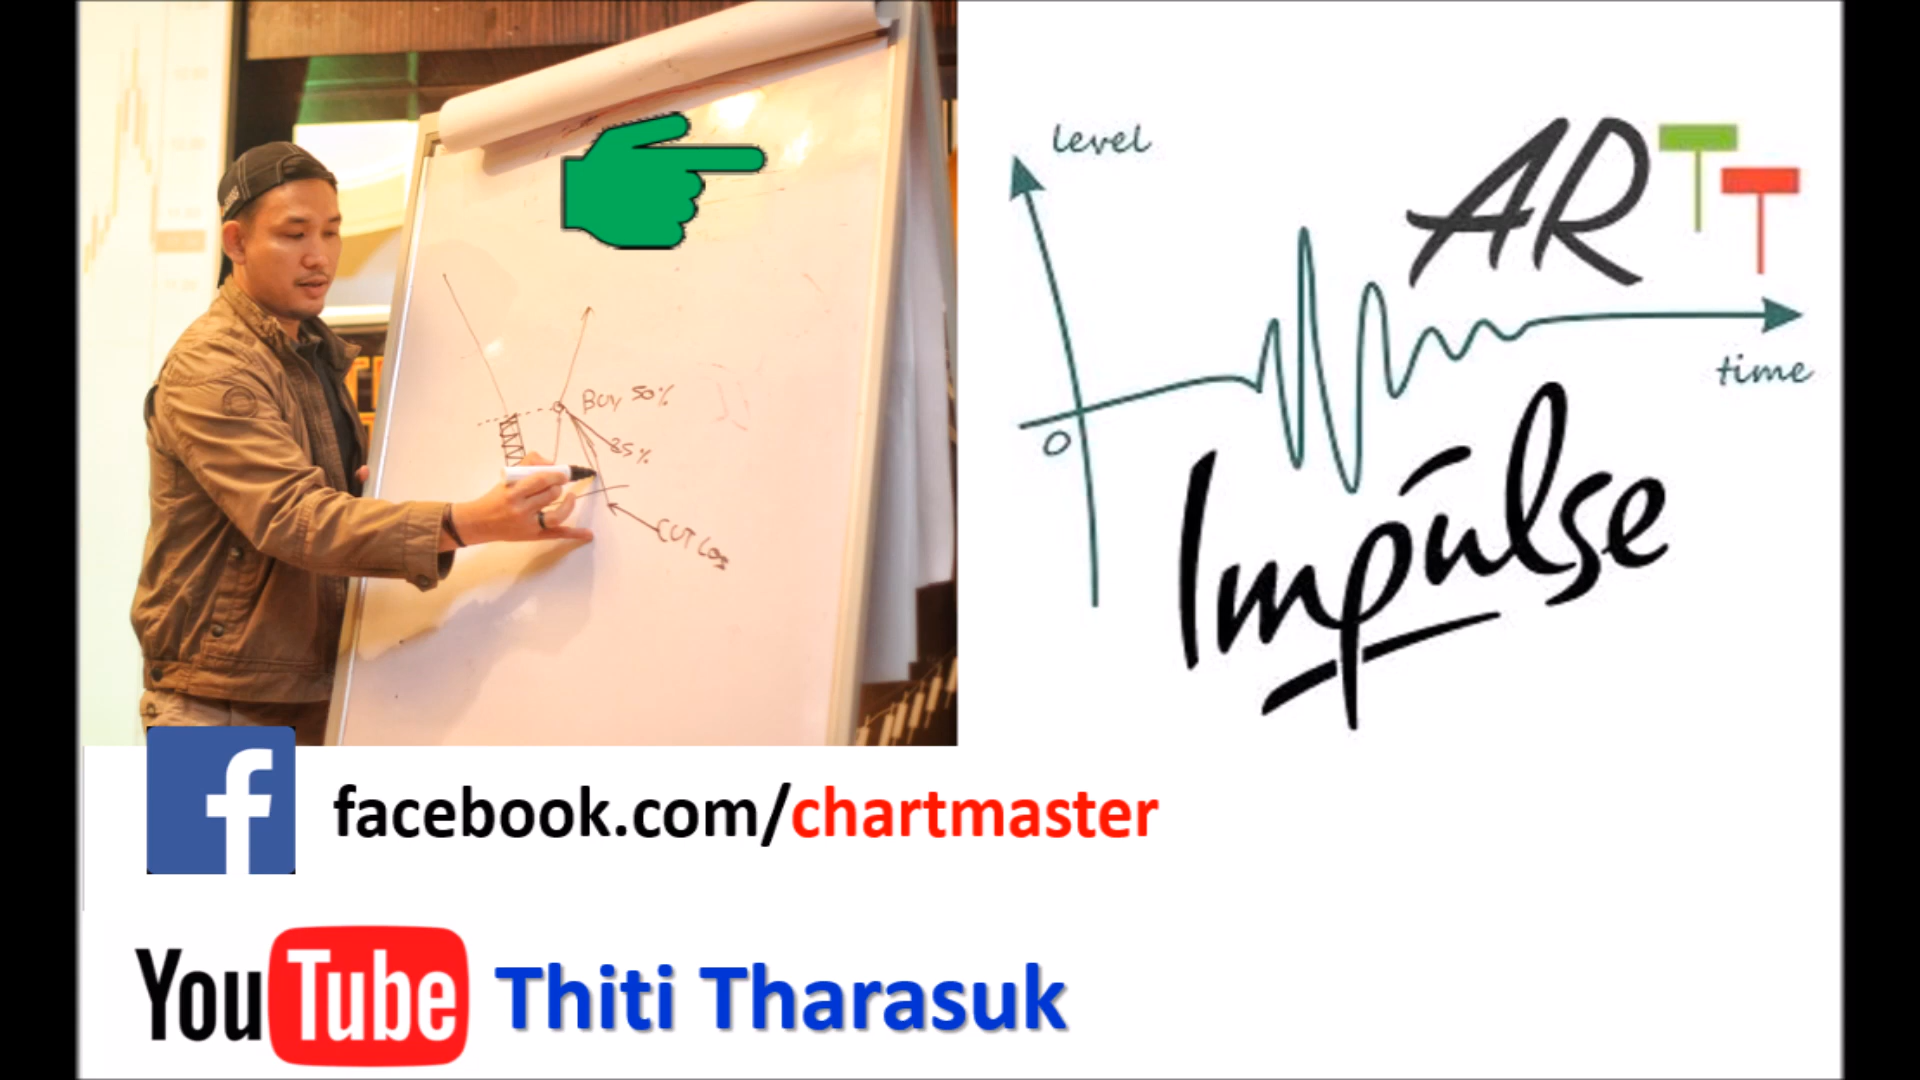 BUY 50%
35%
CUT Loss
level
ART
time
0
Impulse
facebook.com/chartmaster
YouTube Thiti Tharasuk